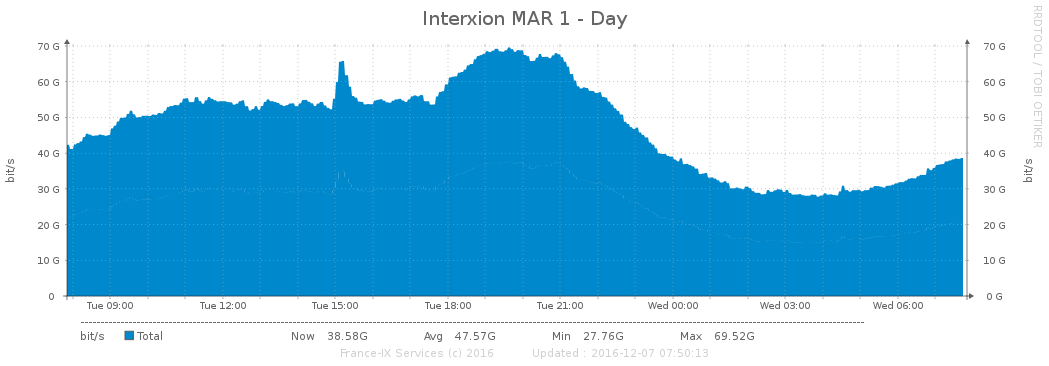 Interxion MAR 1 - Day
RRDTOOL / TOBI OETIKER
bit/s
70 G 70 G
60 G 60 G
50 G 50 G
40 G 40 G
30 G 30 G
20 G 20 G
10 G 10 G
0 0 G
bit/s
Tue 09:00 Tue 12:00 Tue 15:00 Tue 18:00 Tue 21:00 Wed 00:00 Wed 03:00 Wed 06:00
bit/s Total Now 38.58G Avg 47.57G Min 27.76G Max 69.52G
France-IX Services (c) 2016 Updated : 2016-12-07 07:50:13